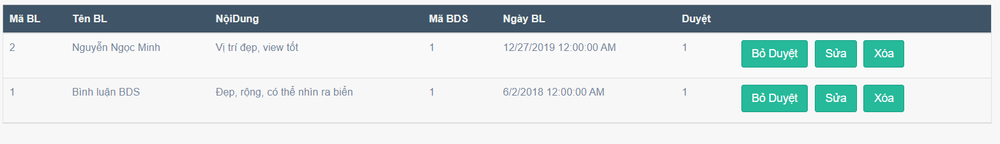 Mã BL Tên BL NộiDung Mã BDS Ngày BL Duyệt
2 Nguyễn Ngọc Minh Vị trí đẹp, view tốt 1 12/27/2019 12:00:00 AM 1 Bỏ Duyệt Sửa Xóa
1 Bình luận BDS Đẹp, rộng, có thể nhìn ra biển 1 6/2/2018 12:00:00 AM 1 Bỏ Duyệt Sửa Xóa